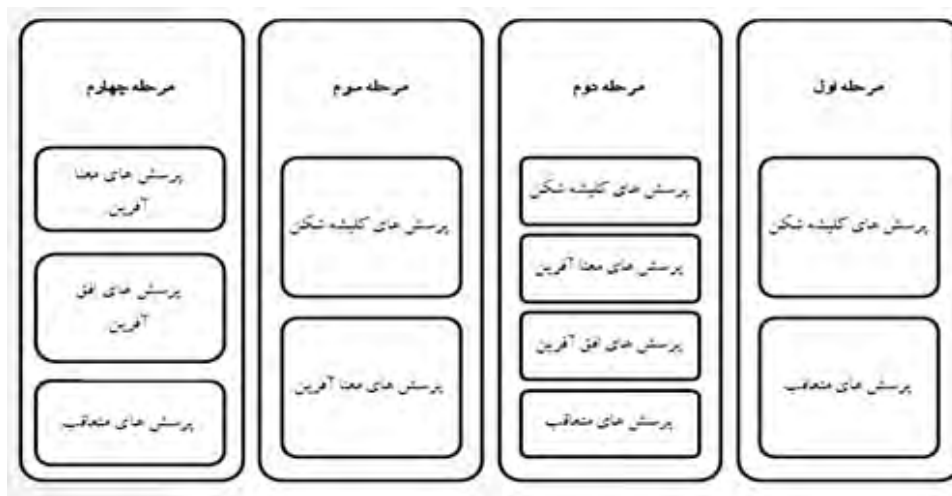 مرحله اول
پرسش های کلیشه شکن
پرسش های متعاقب
مرحله دوم
پرسش های کلیشه شکن
پرسش های معنا آفرین
پرسش های افق آفرین
پرسش های متعاقب
مرحله سوم
پرسش های کلیشه شکن
پرسش های معنا آفرین
مرحله چهارم
پرسش های معنا
آفرین
پرسش های افق
آفرین
پرسش های متعاقب